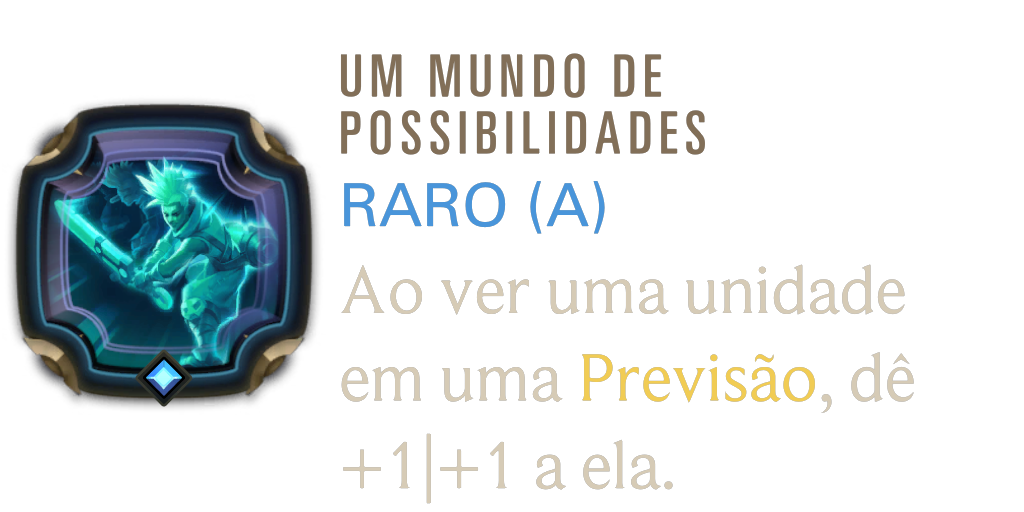 UM MUNDO DE
POSSIBILIDADES
RARO (A)
Ao ver uma unidade
em uma Previsão, dê
+1|+1 a ela.